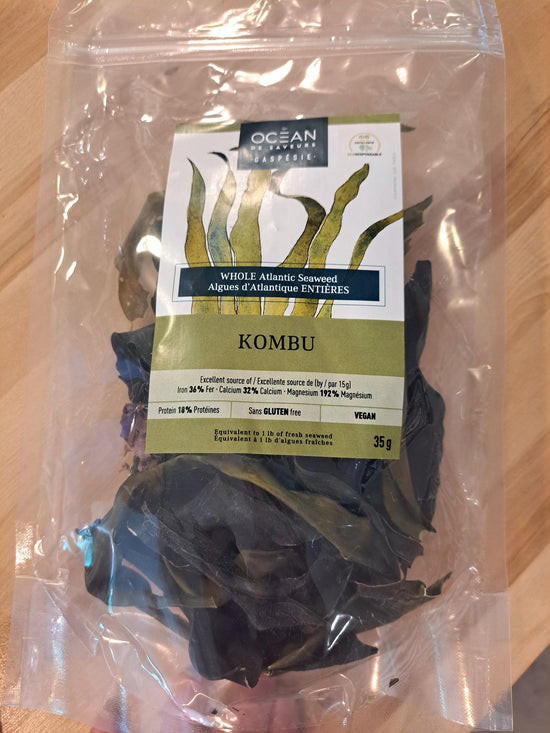 OCEAN
DE SAVEURS
GASPÉSIE
ECORESPONSABLE
WHOLE Atlantic Seaweed
Algues d'Atlantique ENTIÈRES
KOMBU
Excellent source of / Excellente source de (by / par 15g)
Iron 36% Fer - Calcium 32% Calcium - Magnesium 192% Magnésium
Protein 18% Protéines
Sans GLUTEN free
VEGAN
Equivalent to 1 lb of fresh seaweed
Équivalent à 1 lb d'algues fraîches
35g